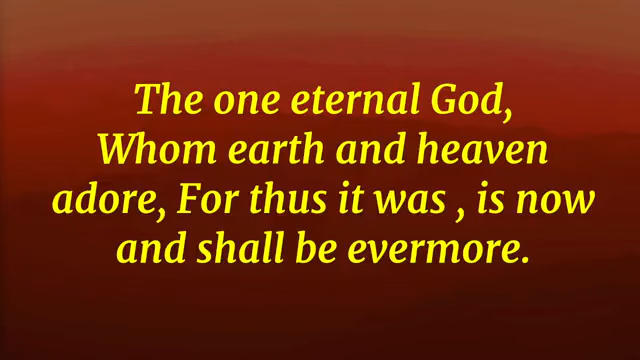 The one eternal God,
Whom earth and heaven
adore, For thus it was , is now
and shall be evermore.